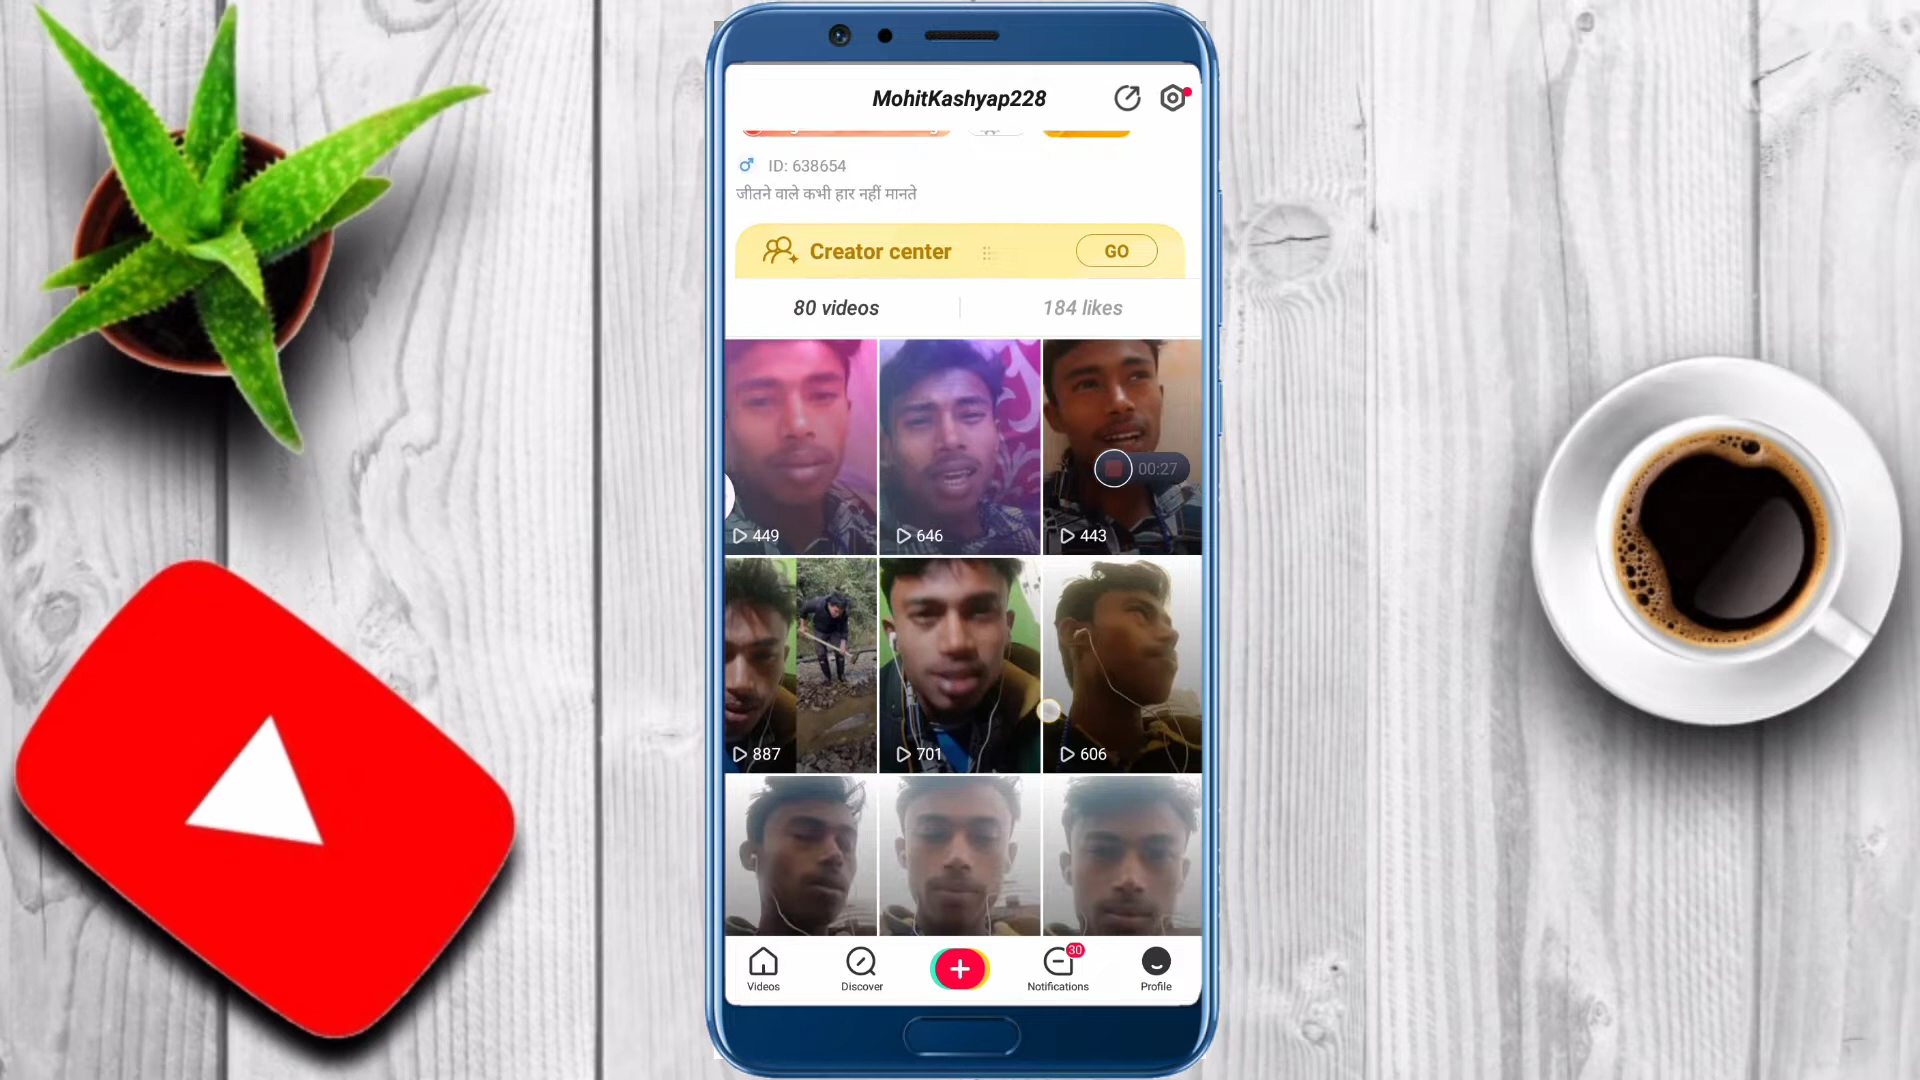 MohitKashyap228
ID: 638654
जीतने वाले कभी हार नहीं मानते
Creator center
GO
80 videos
184 likes
449
646
443
00:27
887
701
606
30
Videos
Discover
Notifications
Profile